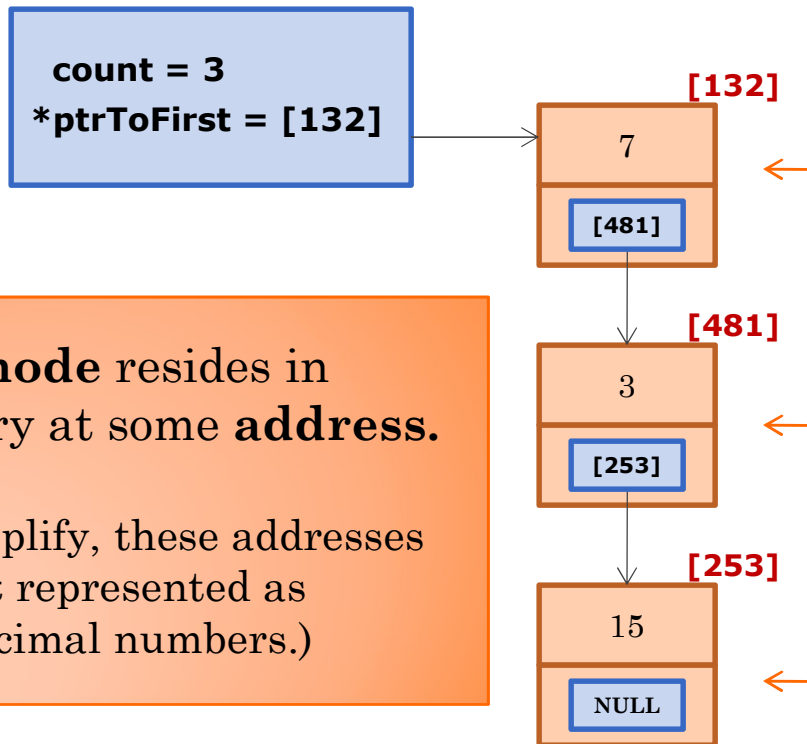 count = 3
*ptrToFirst = [132]
[132]
7
[481]
[481]
3
[253]
[253]
15
NULL
node resides in
at some address.
these addresses
represented as
numbers.)